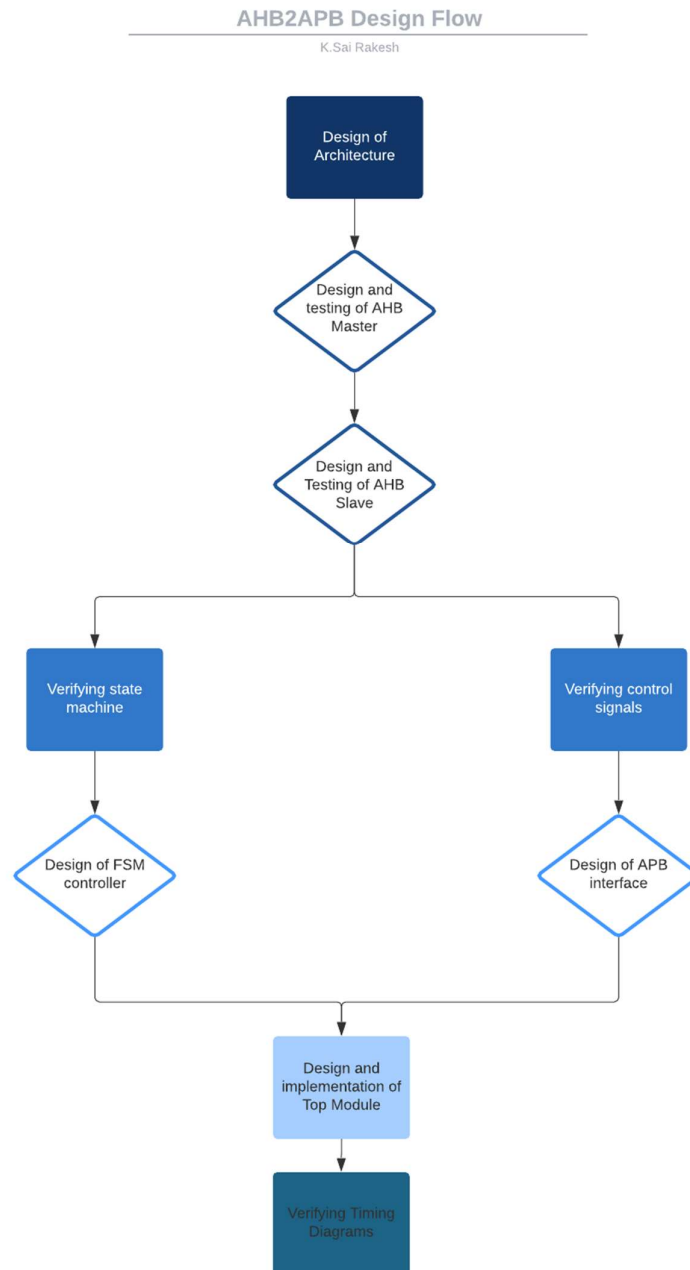 AHB2APB Design Flow
K.Sai Rakesh
Design of
Architecture
Design and
testing of AHB
Master
Design and
Testing of AHB
Slave
Verifying state
machine
Verifying control
signals
Design of FSM
controller
Design of APB
interface
Design and
implementation of
Top Module
Verifying Timing
Diagrams